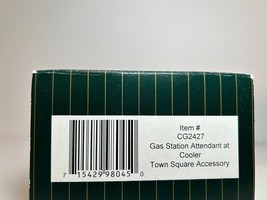 Item #
CG2427
Gas Station Attendant at
Cooler
Town Square Accessory
7 15429 98045 0